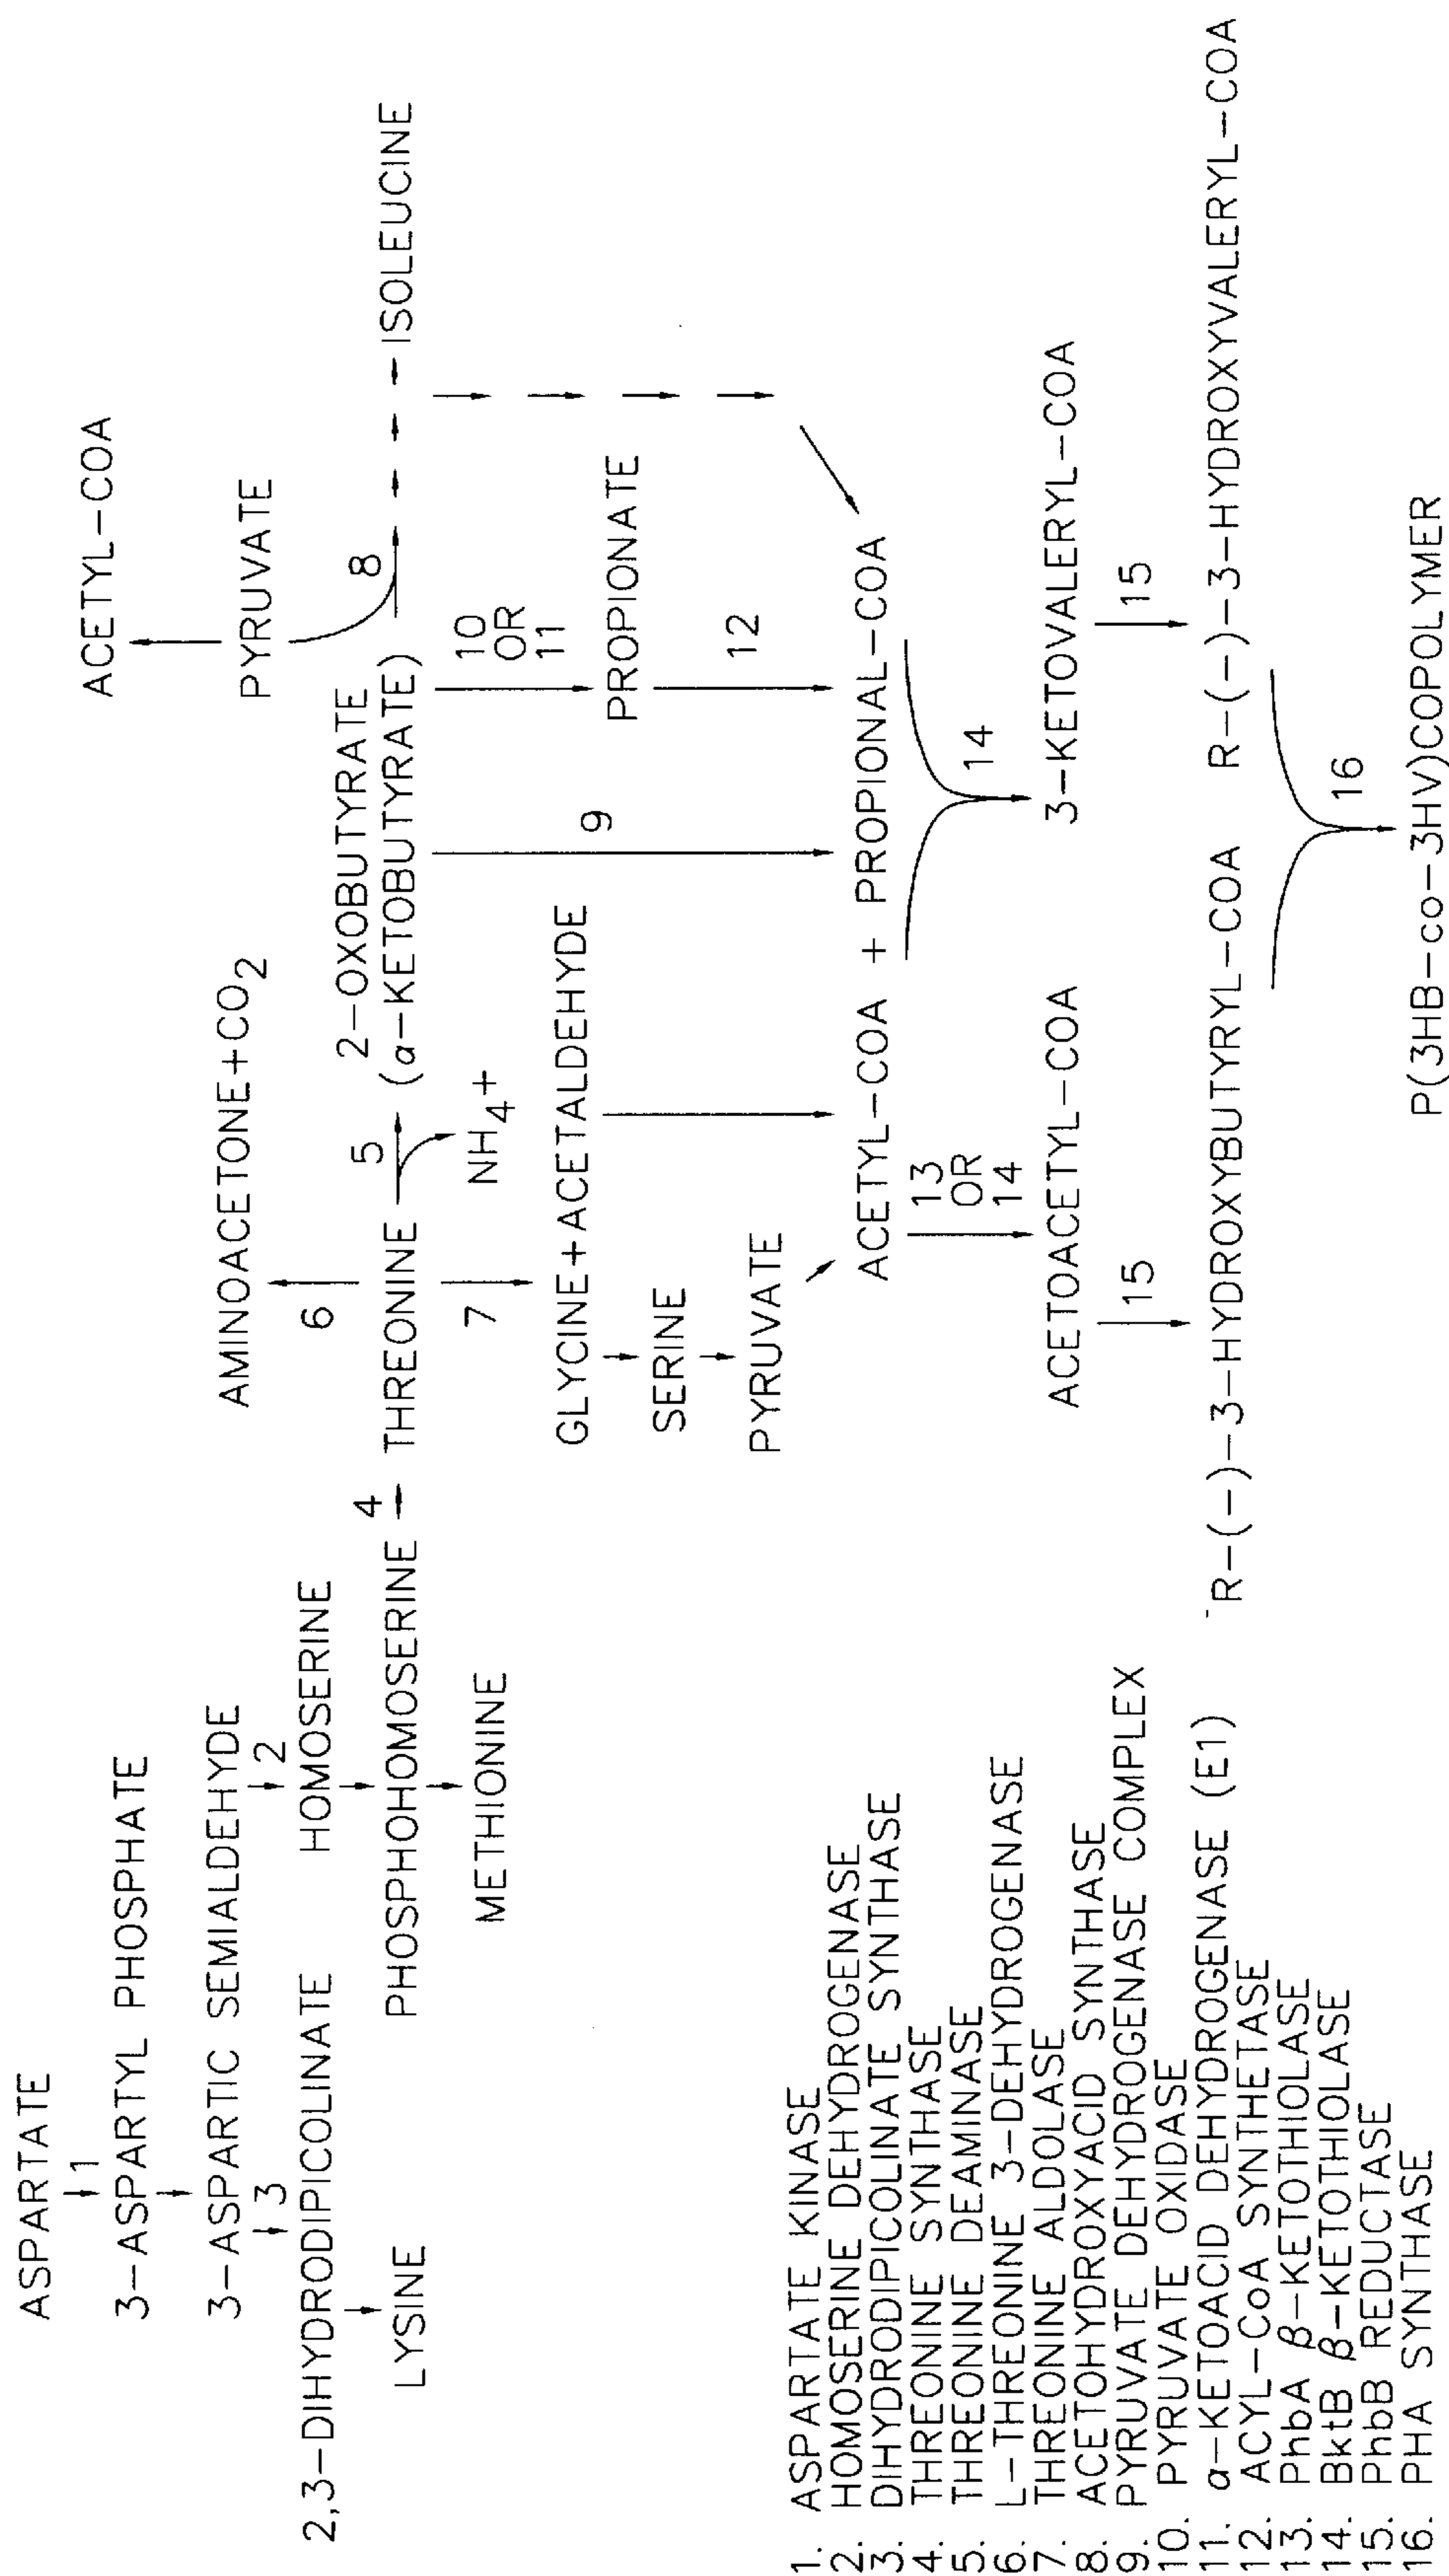 ASPARTATE
1
3-ASPARTYL PHOSPHATE
3-ASPARTIC SEMIALDEHYDE
3
2
2,3-DIHYDRODIPICOLINATE
HOMOSERINE
LYSINE
PHOSPHOHOMOSERINE
METHIONINE
4
THREONINE
6
AMINOACETONE+CO2
5
NH4+
2-OXOBUTYRATE
(α-KETOBUTYRATE)
8
PYRUVATE
ACETYL-COA
ISOLEUCINE
7
GLYCINE+ACETALDEHYDE
SERINE
PYRUVATE
9
10
OR
11
PROPIONATE
12
ACETYL-COA + PROPIONAL-COA
13
OR
14
14
ACETOACETYL-COA
3-KETOVALERYL-COA
15
15
R-(-)-3-HYDROXYBUTYRYL-COA
R-(-)-3-HYDROXYVALERYL-COA
16
P(3HB-co-3HV)COPOLYMER
1. ASPARTATE KINASE
2. HOMOSERINE DEHYDROGENASE
3. DIHYDRODIPICOLINATE SYNTHASE
4. THREONINE SYNTHASE
5. THREONINE DEAMINASE
6. L-THREONINE 3-DEHYDROGENASE
7. THREONINE ALDOLASE
8. ACETOHYDROXYACID SYNTHASE
9. PYRUVATE DEHYDROGENASE COMPLEX
10. PYRUVATE OXIDASE
11. α-KETOACID DEHYDROGENASE (E1)
12. ACYL-CoA SYNTHETASE
13. PhbA β-KETOTHIOLASE
14. BktB β-KETOTHIOLASE
15. PhbB REDUCTASE
16. PHA SYNTHASE